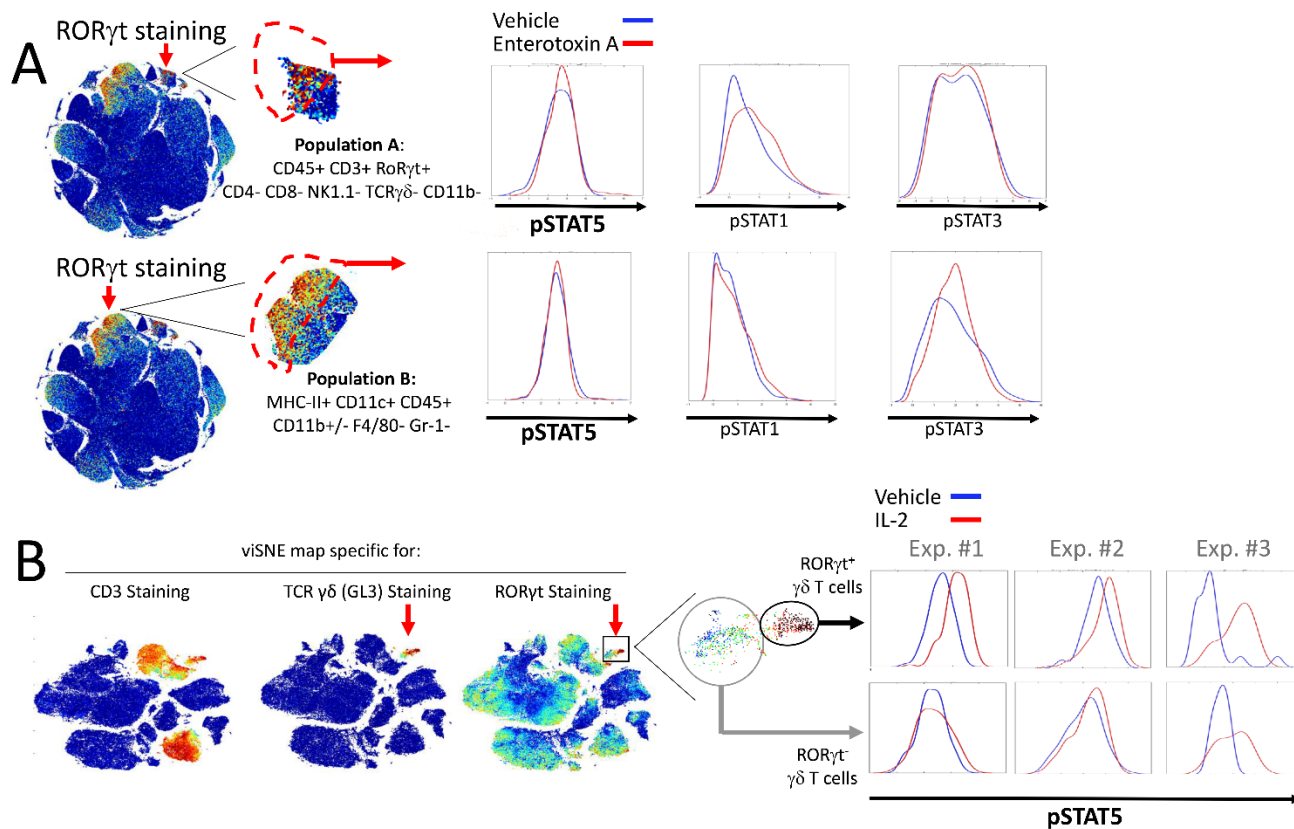 A
RORγt staining
Population A:
CD45+ CD3+ RoRγt+
CD4- CD8- NK1.1- TCRγδ- CD11b-
Vehicle
Enterotoxin A
pSTAT5
pSTAT1
pSTAT3
RORγt staining
Population B:
MHC-II+ CD11c+ CD45+
CD11b+/- F4/80- Gr-1-
pSTAT5
pSTAT1
pSTAT3
B
viSNE map specific for:
CD3 Staining
TCR γδ (GL3) Staining
RORγt Staining
RORγt⁺
γδ T cells
RORγt⁻
γδ T cells
Vehicle
IL-2
Exp. #1
Exp. #2
Exp. #3
pSTAT5